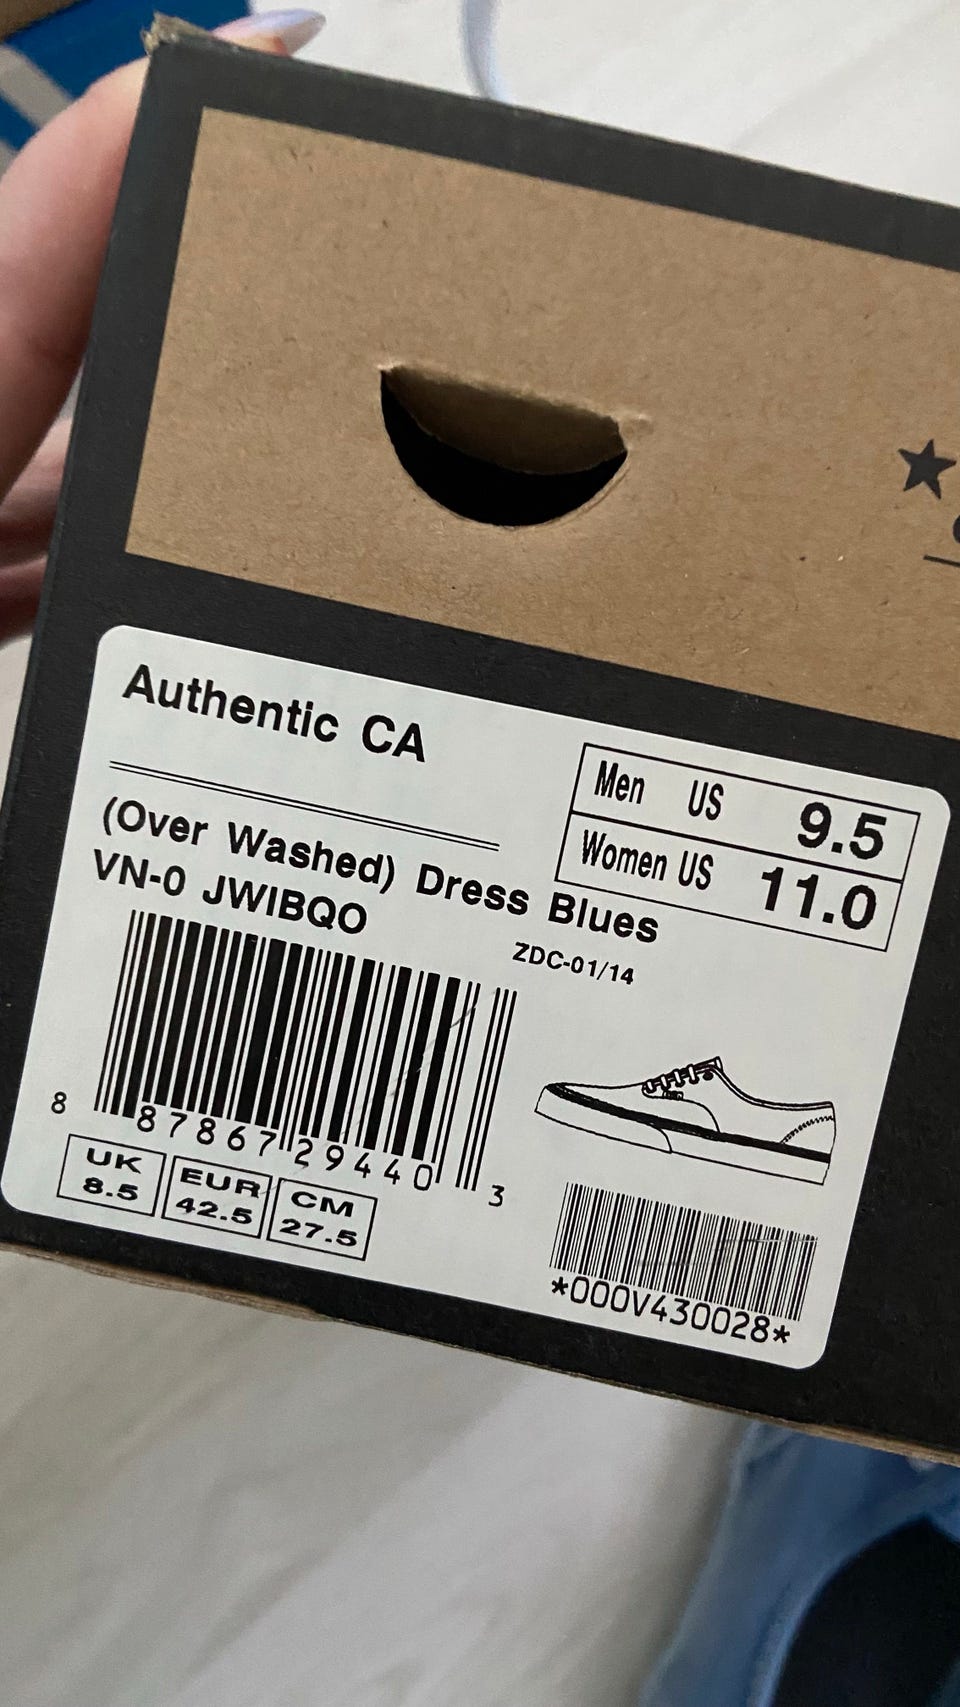 Authentic CA
Men US 9.5
Women US 11.0
(Over Washed) Dress Blues
VN-0 JWIBQO
ZDC-01/14
8 87867 29440 3
UK 8.5
EUR 42.5
CM 27.5
*000V430028*